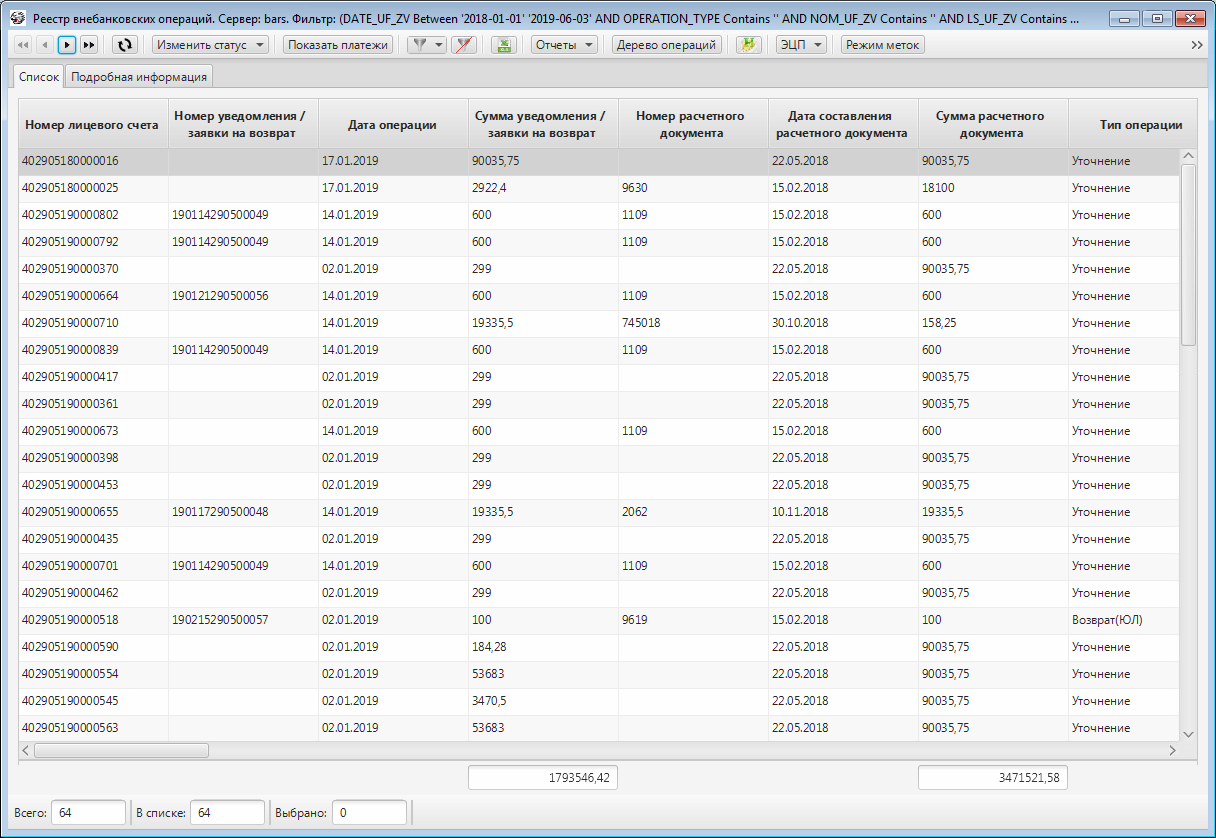 Реестр внебанковских операций. Сервер: bars. Фильтр: (DATE_UF_ZV Between '2018-01-01' '2019-06-03' AND OPERATION_TYPE Contains '' AND NOM_UF_ZV Contains '' AND LS_UF_ZV Contains ...
Изменить статус Показать платежи Отчеты Дерево операций ЭЦП Режим меток
Список Подробная информация
Номер лицевого счета Номер уведомления / заявки на возврат Дата операции Сумма уведомления / заявки на возврат Номер расчетного документа Дата составления расчетного документа Сумма расчетного документа Тип операции
402905180000016 17.01.2019 90035,75 22.05.2018 90035,75 Уточнение
402905180000025 17.01.2019 2922,4 9630 15.02.2018 18100 Уточнение
402905190000802 190114290500049 14.01.2019 600 1109 15.02.2018 600 Уточнение
402905190000792 190114290500049 14.01.2019 600 1109 15.02.2018 600 Уточнение
402905190000370 02.01.2019 299 22.05.2018 90035,75 Уточнение
402905190000664 190121290500056 14.01.2019 600 1109 15.02.2018 600 Уточнение
402905190000710 14.01.2019 19335,5 745018 30.10.2018 158,25 Уточнение
402905190000839 190114290500049 14.01.2019 600 1109 15.02.2018 600 Уточнение
402905190000417 02.01.2019 299 22.05.2018 90035,75 Уточнение
402905190000361 02.01.2019 299 22.05.2018 90035,75 Уточнение
402905190000673 14.01.2019 600 1109 15.02.2018 600 Уточнение
402905190000398 02.01.2019 299 22.05.2018 90035,75 Уточнение
402905190000453 02.01.2019 299 22.05.2018 90035,75 Уточнение
402905190000655 190117290500048 14.01.2019 19335,5 2062 10.11.2018 19335,5 Уточнение
402905190000435 02.01.2019 299 22.05.2018 90035,75 Уточнение
402905190000701 190114290500049 14.01.2019 600 1109 15.02.2018 600 Уточнение
402905190000462 02.01.2019 299 22.05.2018 90035,75 Уточнение
402905190000518 190215290500057 02.01.2019 100 9619 15.02.2018 100 Возврат(ЮЛ)
402905190000590 02.01.2019 184,28 22.05.2018 90035,75 Уточнение
402905190000554 02.01.2019 53683 22.05.2018 90035,75 Уточнение
402905190000545 02.01.2019 3470,5 22.05.2018 90035,75 Уточнение
402905190000563 02.01.2019 53683 22.05.2018 90035,75 Уточнение
1793546,42 3471521,58
Всего: 64 В списке: 64 Выбрано: 0